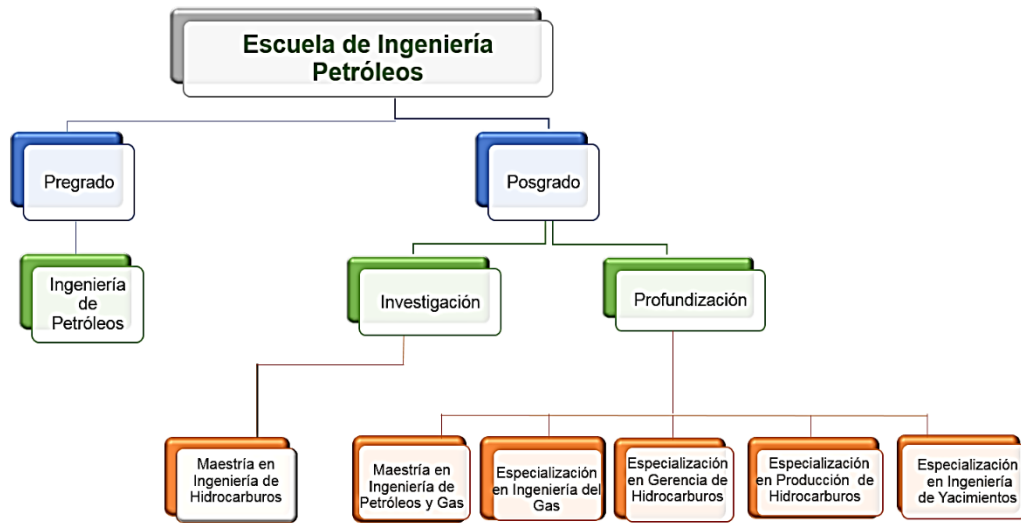 Escuela de Ingeniería
Petróleos
Pregrado
Posgrado
Ingeniería
de
Petróleos
Investigación
Profundización
Maestría en
Ingeniería de
Hidrocarburos
Maestría en
Ingeniería de
Petróleos y Gas
Especialización
en Ingeniería del
Gas
Especialización
en Gerencia de
Hidrocarburos
Especialización
en Producción de
Hidrocarburos
Especialización
en Ingeniería
de Yacimientos